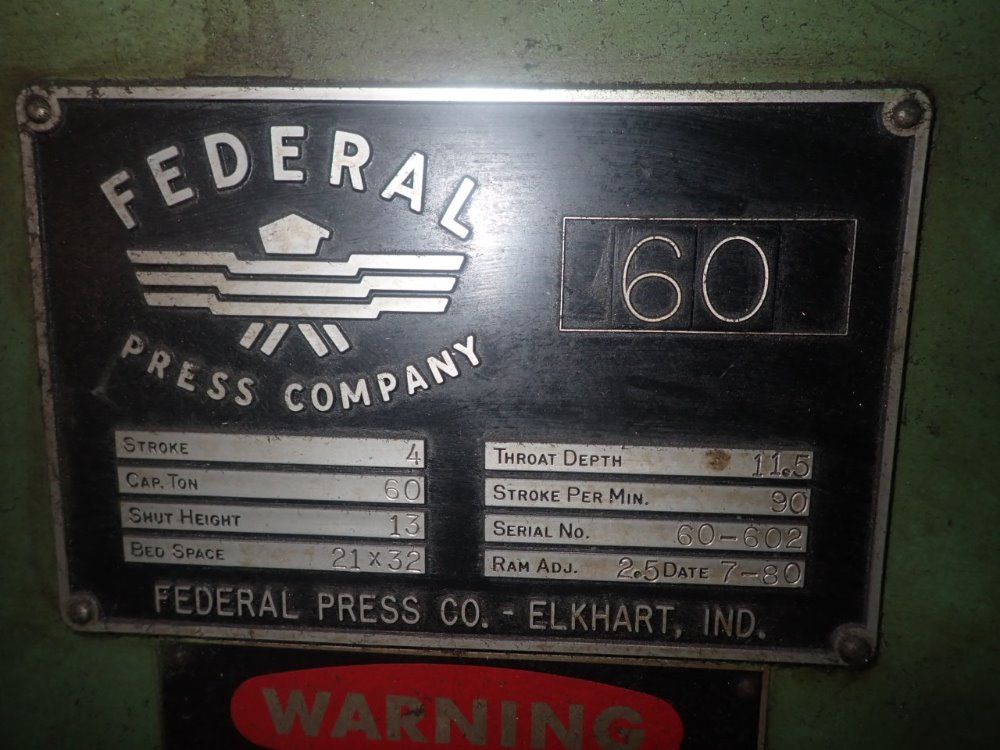 FEDERAL
PRESS COMPANY
60
STROKE 4
CAP. TON 60
SHUT HEIGHT 13
BED SPACE 21 x 32
THROAT DEPTH 11.5
STROKE PER MIN. 90
SERIAL NO. 60-602
RAM ADJ. 2.5 DATE 7-80
FEDERAL PRESS CO. - ELKHART, IND.
WARNING